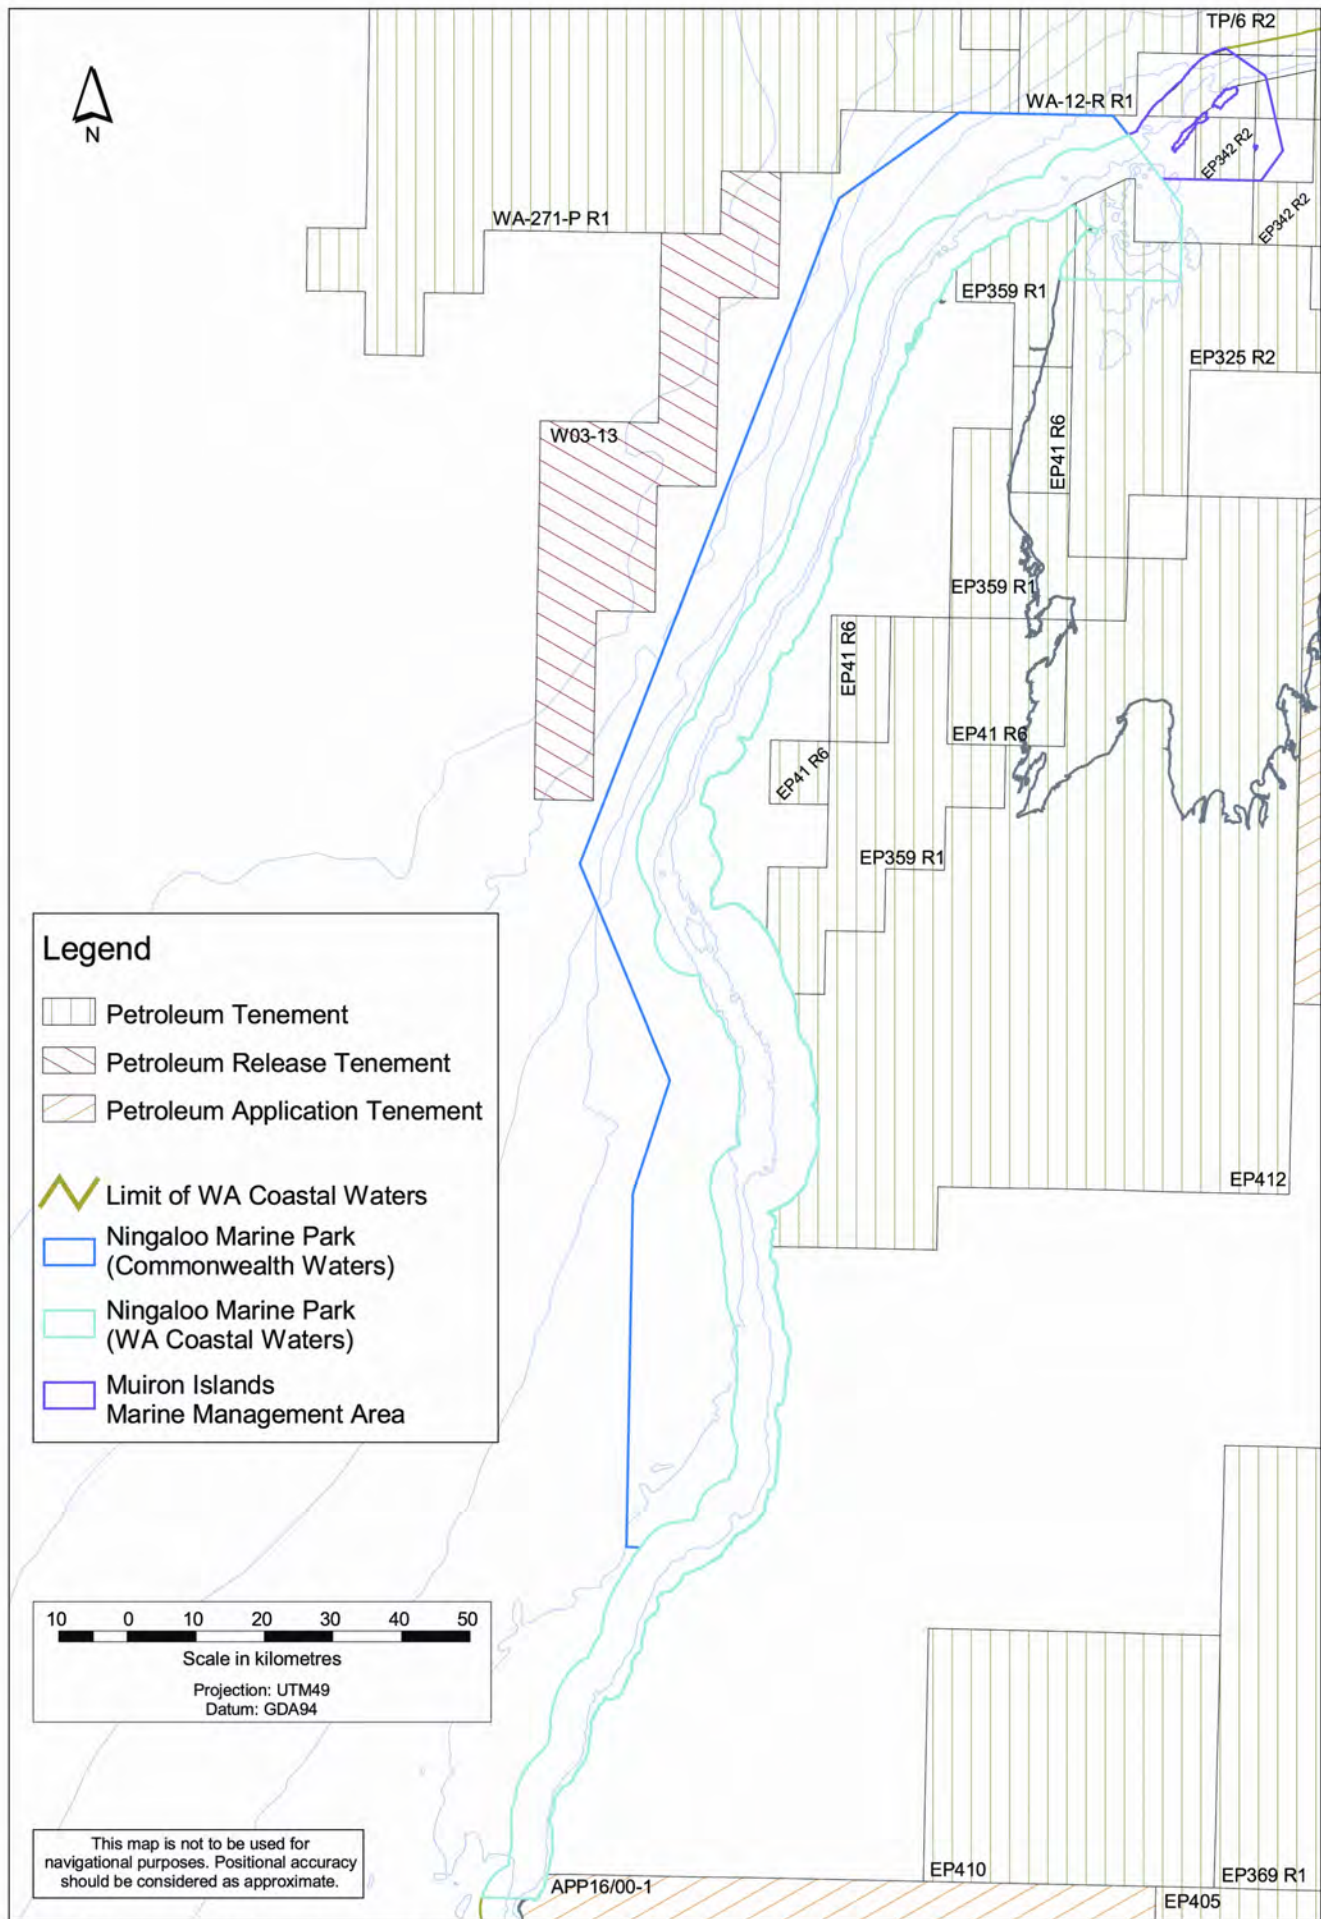 TP/6 R2
N
WA-12-R R1
EP342 R2
WA-271-P R1
EP342 R2
EP359 R1
EP325 R2
W03-13
EP41 R6
EP359 R1
EP41 R6
EP41 R6
EP41 R6
EP359 R1
Legend
Petroleum Tenement
Petroleum Release Tenement
Petroleum Application Tenement
Limit of WA Coastal Waters
Ningaloo Marine Park
(Commonwealth Waters)
Ningaloo Marine Park
(WA Coastal Waters)
Muiron Islands
Marine Management Area
EP412
10 0 10 20 30 40 50
Scale in kilometres
Projection: UTM49
Datum: GDA94
This map is not to be used for
navigational purposes. Positional accuracy
should be considered as approximate.
APP16/00-1
EP410
EP369 R1
EP405